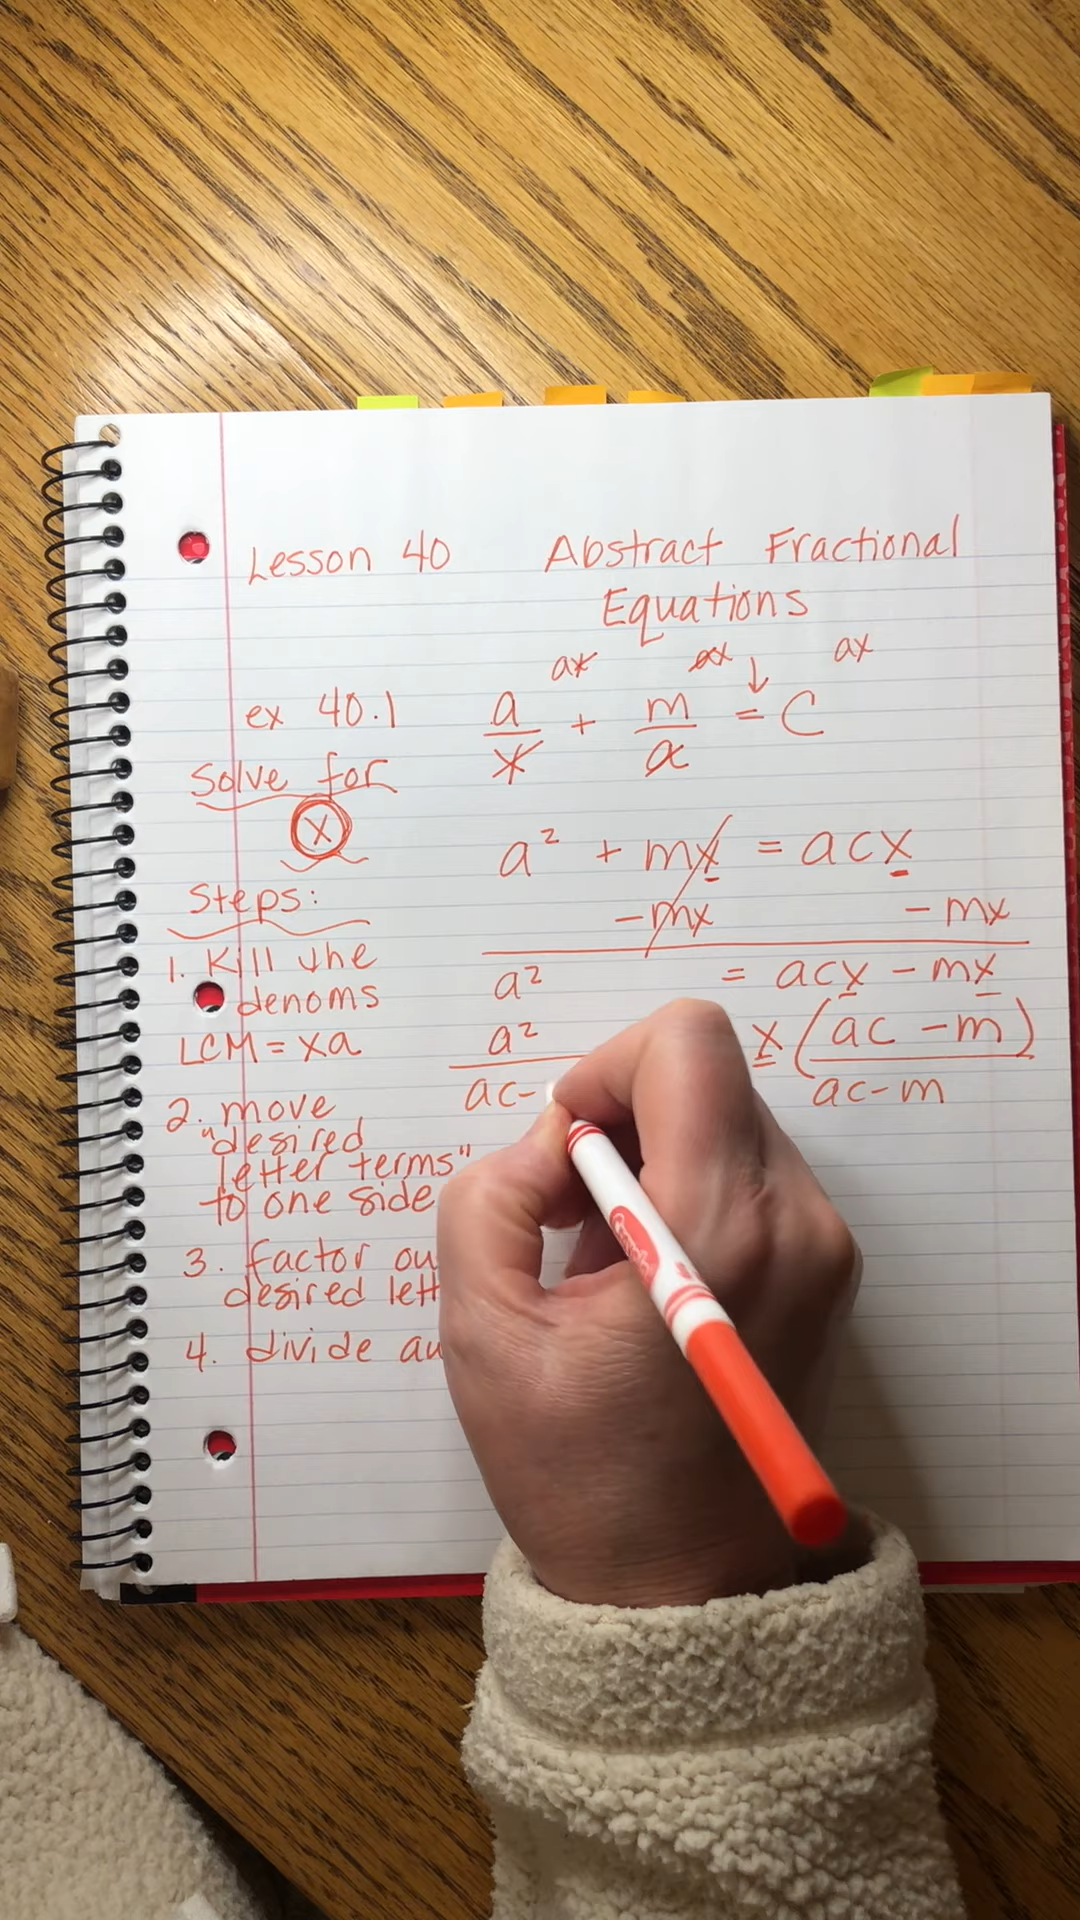 Lesson 40 Abstract Fractional
Equations
ax ax ax
ex 40.1 a/x + m/a = C
Solve for
x
a² + mx = acx
Steps:
-mx -mx
1. Kill the
denoms
a² = acx - mx
LCM = xa
a² x(ac - m)
ac- ac-m
2. move
"desired
letter terms"
to one side
3. factor ou
desired lett
4. divide